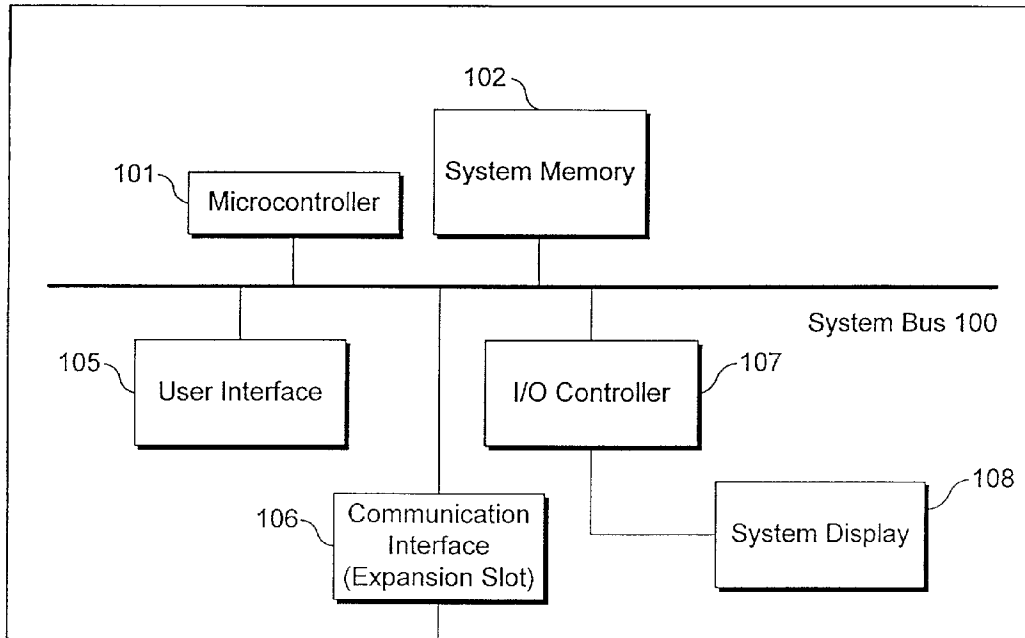 102
System Memory
101
Microcontroller
System Bus 100
105
User Interface
I/O Controller
107
106
Communication
Interface
(Expansion Slot)
System Display
108